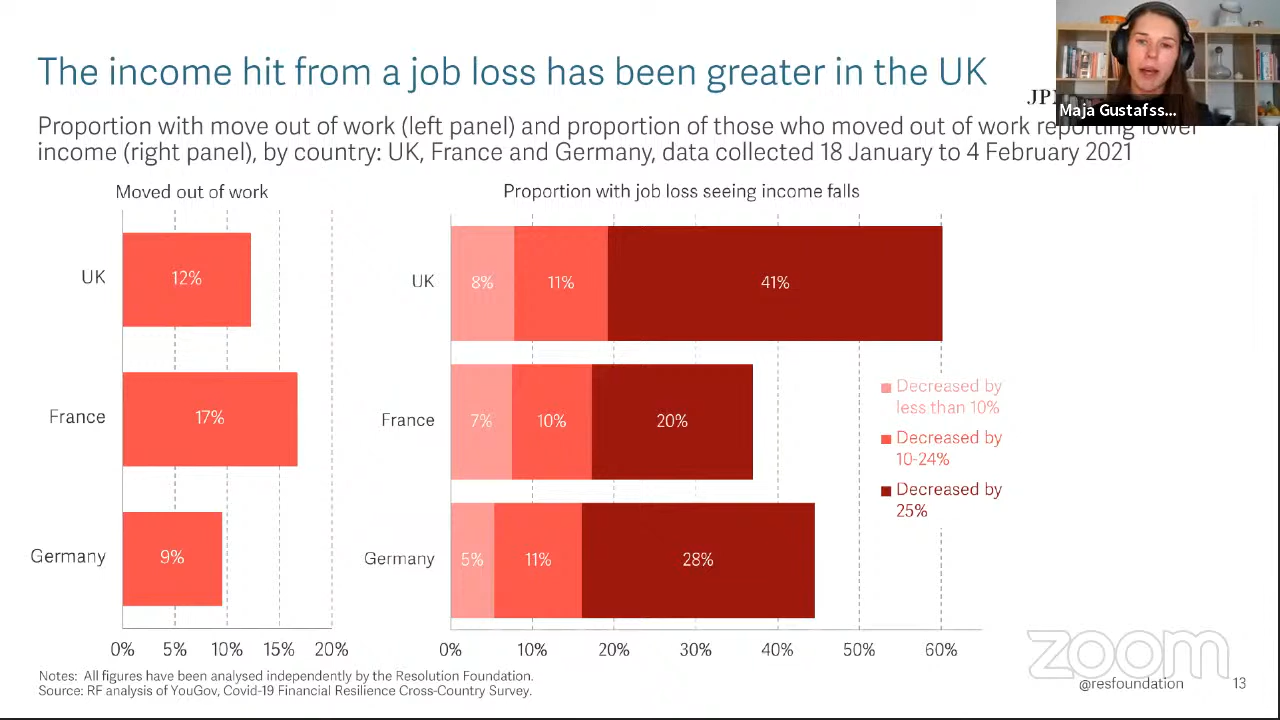 The income hit from a job loss has been greater in the UK
Maja Gustafss...
Proportion with move out of work (left panel) and proportion of those who moved out of work reporting lower
income (right panel), by country: UK, France and Germany, data collected 18 January to 4 February 2021
Moved out of work
UK
12%
France
17%
Germany
9%
0% 5% 10% 15% 20%
Proportion with job loss seeing income falls
UK
8% 11% 41%
France
7% 10% 20%
Germany
5% 11% 28%
0% 10% 20% 30% 40% 50% 60%
Decreased by
less than 10%
Decreased by
10-24%
Decreased by
25%
Notes: All figures have been analysed independently by the Resolution Foundation.
Source: RF analysis of YouGov, Covid-19 Financial Resilience Cross-Country Survey.
zoom
@resfoundation
13